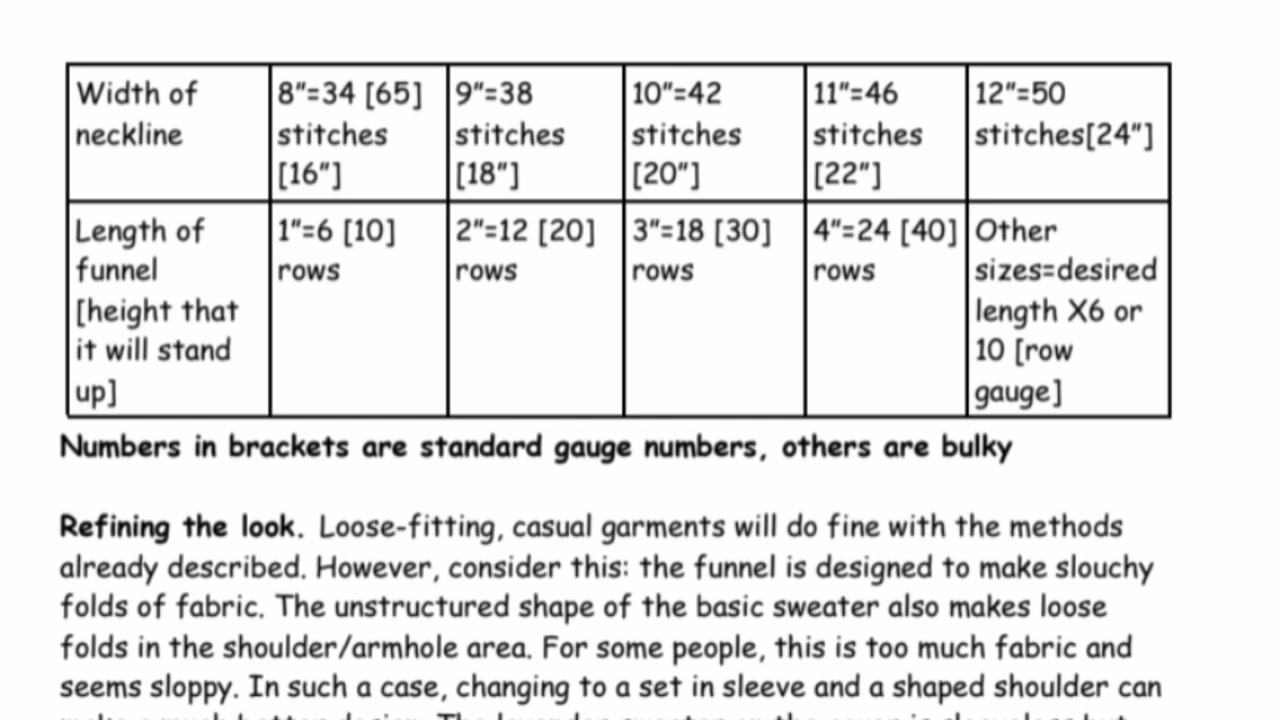 Width of
neckline
8"=34 [65]
stitches
[16"]
9"=38
stitches
[18"]
10"=42
stitches
[20"]
11"=46
stitches
[22"]
12"=50
stitches[24"]
Length of
funnel
[height that
it will stand
up]
1"=6 [10]
rows
2"=12 [20]
rows
3"=18 [30]
rows
4"=24 [40]
rows
Other
sizes=desired
length X6 or
10 [row
gauge]
Numbers in brackets are standard gauge numbers, others are bulky
Refining the look. Loose-fitting, casual garments will do fine with the methods
already described. However, consider this: the funnel is designed to make slouchy
folds of fabric. The unstructured shape of the basic sweater also makes loose
folds in the shoulder/armhole area. For some people, this is too much fabric and
seems sloppy. In such a case, changing to a set in sleeve and a shaped shoulder can